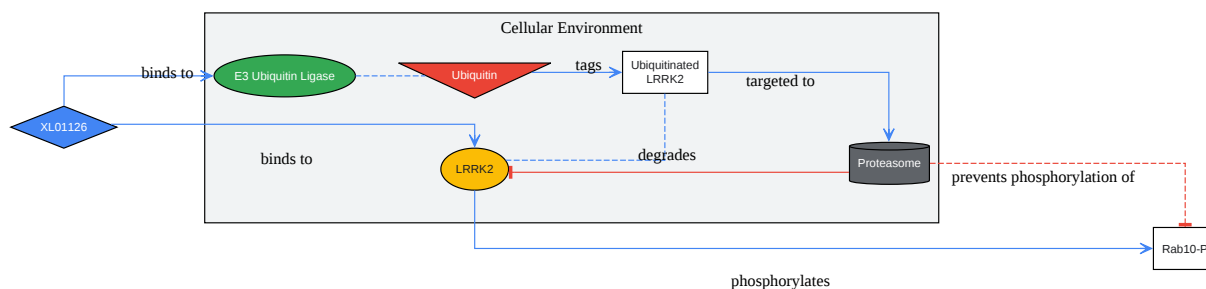 Cellular Environment
binds to
E3 Ubiquitin Ligase
Ubiquitin
tags
Ubiquitinated
LRRK2
targeted to
XL01126
binds to
LRRK2
degrades
Proteasome
prevents phosphorylation of
Rab10-P
phosphorylates